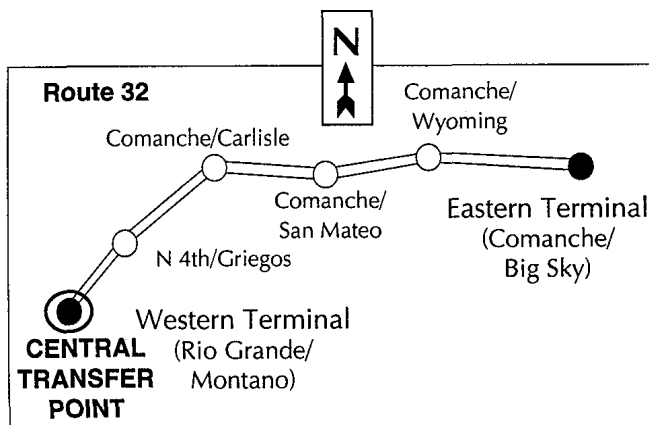 N
Route 32
Comanche/
Wyoming
Comanche/Carlisle
Comanche/
San Mateo
Eastern Terminal
(Comanche/
Big Sky)
N 4th/Griegos
Western Terminal
(Rio Grande/
Montano)
CENTRAL
TRANSFER
POINT